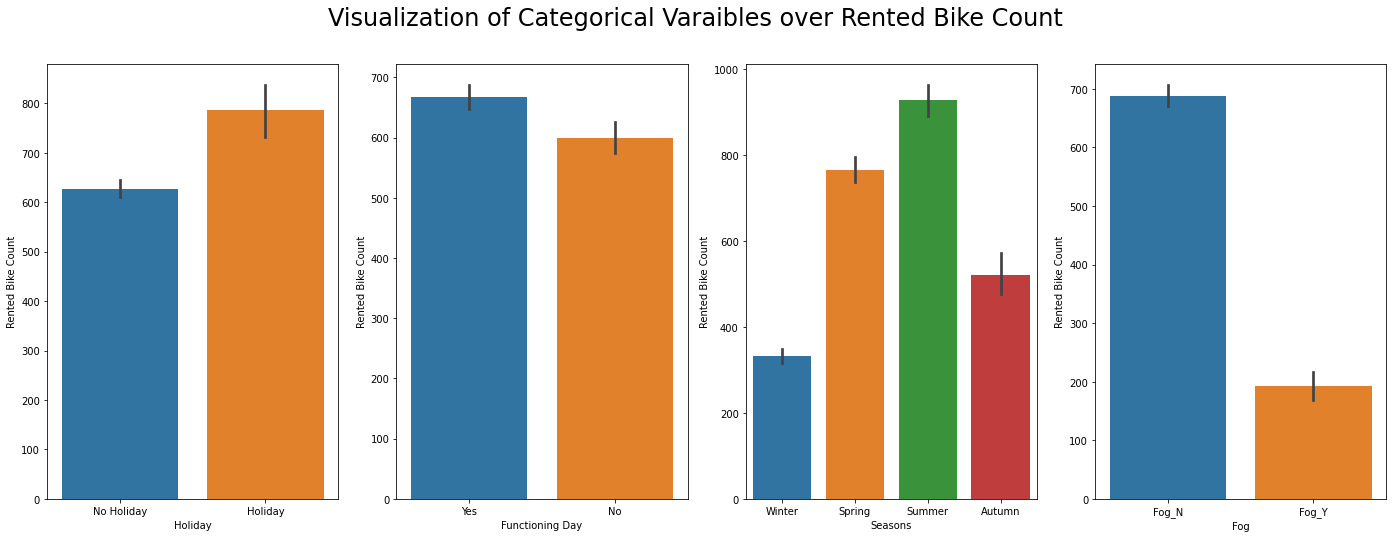 Visualization of Categorical Varaibles over Rented Bike Count
Rented Bike Count
800
700
600
500
400
300
200
100
0
No Holiday Holiday
Holiday
Rented Bike Count
700
600
500
400
300
200
100
0
Yes No
Functioning Day
Rented Bike Count
1000
800
600
400
200
0
Winter Spring Summer Autumn
Seasons
Rented Bike Count
700
600
500
400
300
200
100
0
Fog_N Fog_Y
Fog